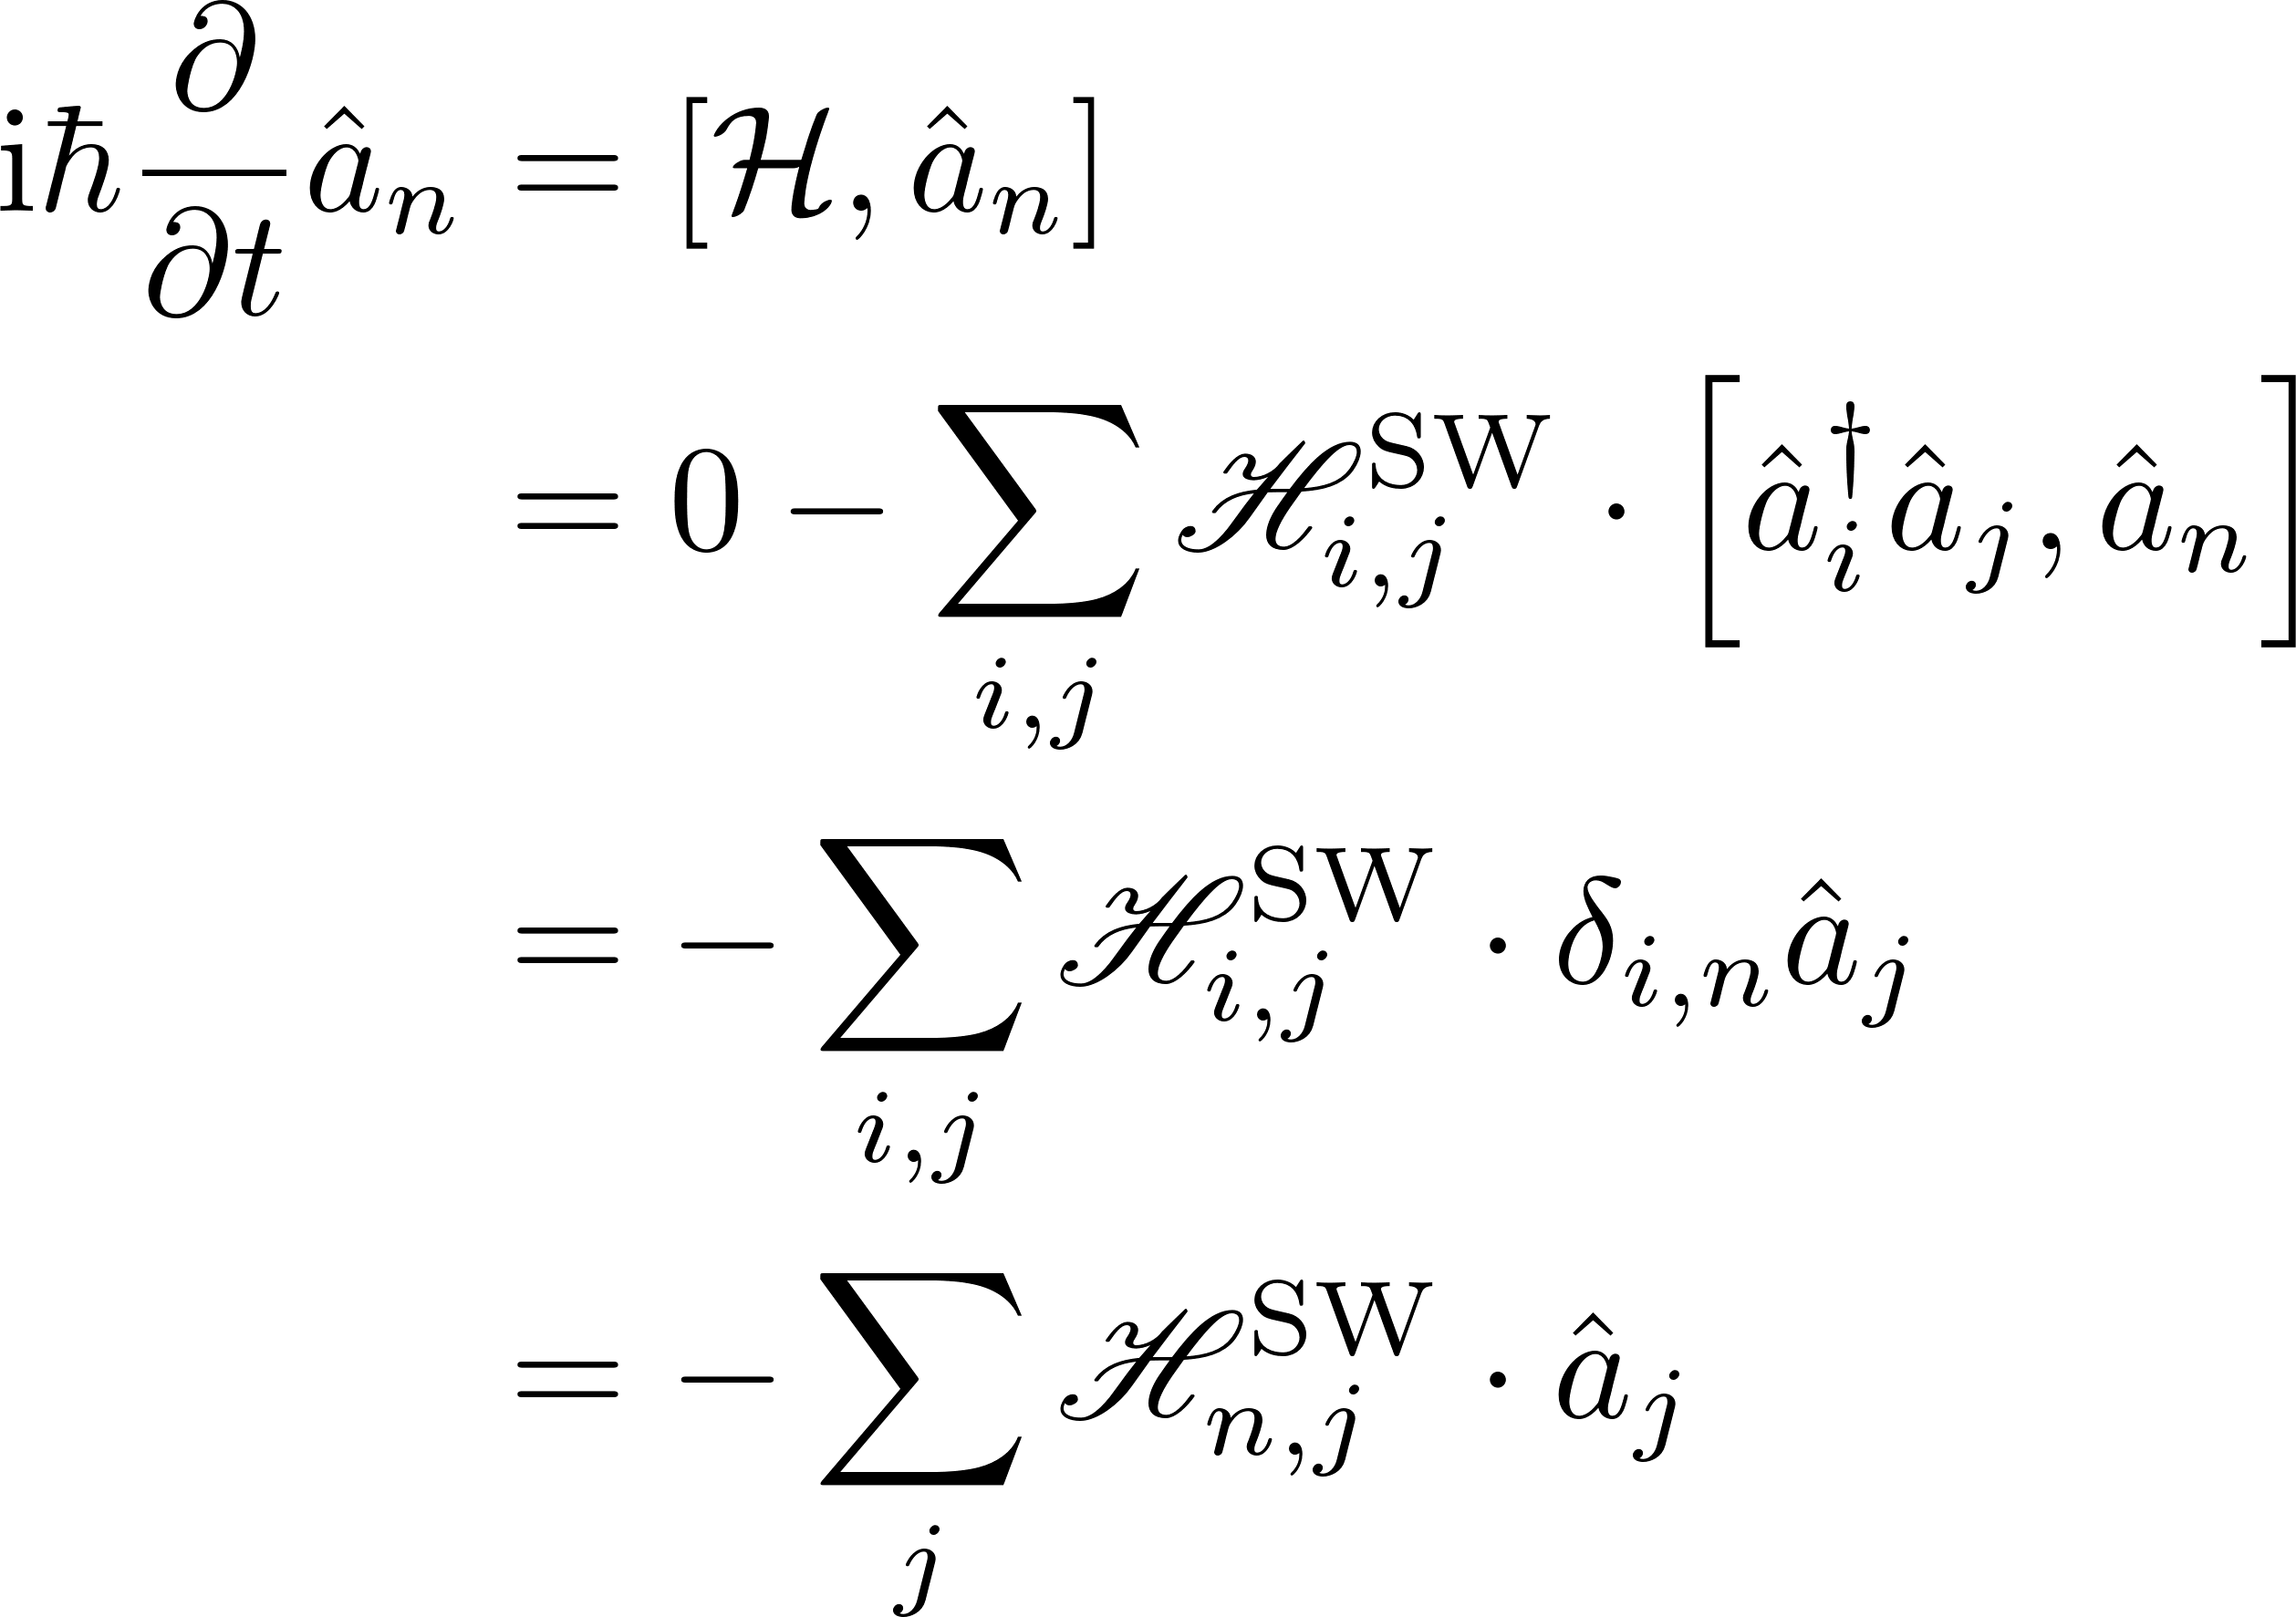 iℏ ∂/∂t â_n = [ℋ, â_n]
= 0 − ∑_{i,j} ℋ^{SW}_{i,j} · [â†_i â_j, â_n]
= − ∑_{i,j} ℋ^{SW}_{i,j} · δ_{i,n} â_j
= − ∑_j ℋ^{SW}_{n,j} · â_j